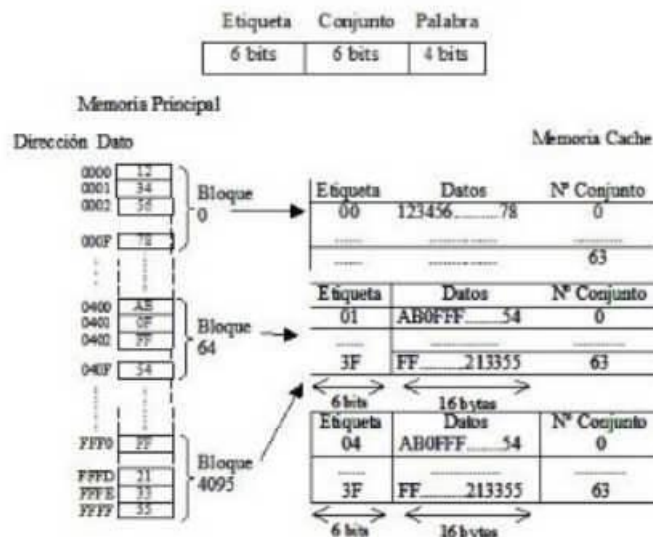 Etiqueta Conjunto Palabra
6 bits 6 bits 4 bits
Memoria Principal
Dirección Dato
Memoria Cache
0000 12
0001 34
0002 56
000F 78
Bloque
0
0400 AB
0401 0F
0402 FF
040F 54
Bloque
64
FFF0 FF
FFFD 21
FFFE 33
FFFF 55
Bloque
4095
Etiqueta Datos Nº Conjunto
00 123456..........78 0
...... .............. ..........
...... .............. 63
Etiqueta Datos Nº Conjunto
01 AB0FFF........54 0
...... .............. ..........
3F FF..........213355 63
6 bits 16 bytes
Etiqueta Datos Nº Conjunto
04 AB0FFF........54 0
...... .............. ..........
3F FF..........213355 63
6 bits 16 bytes